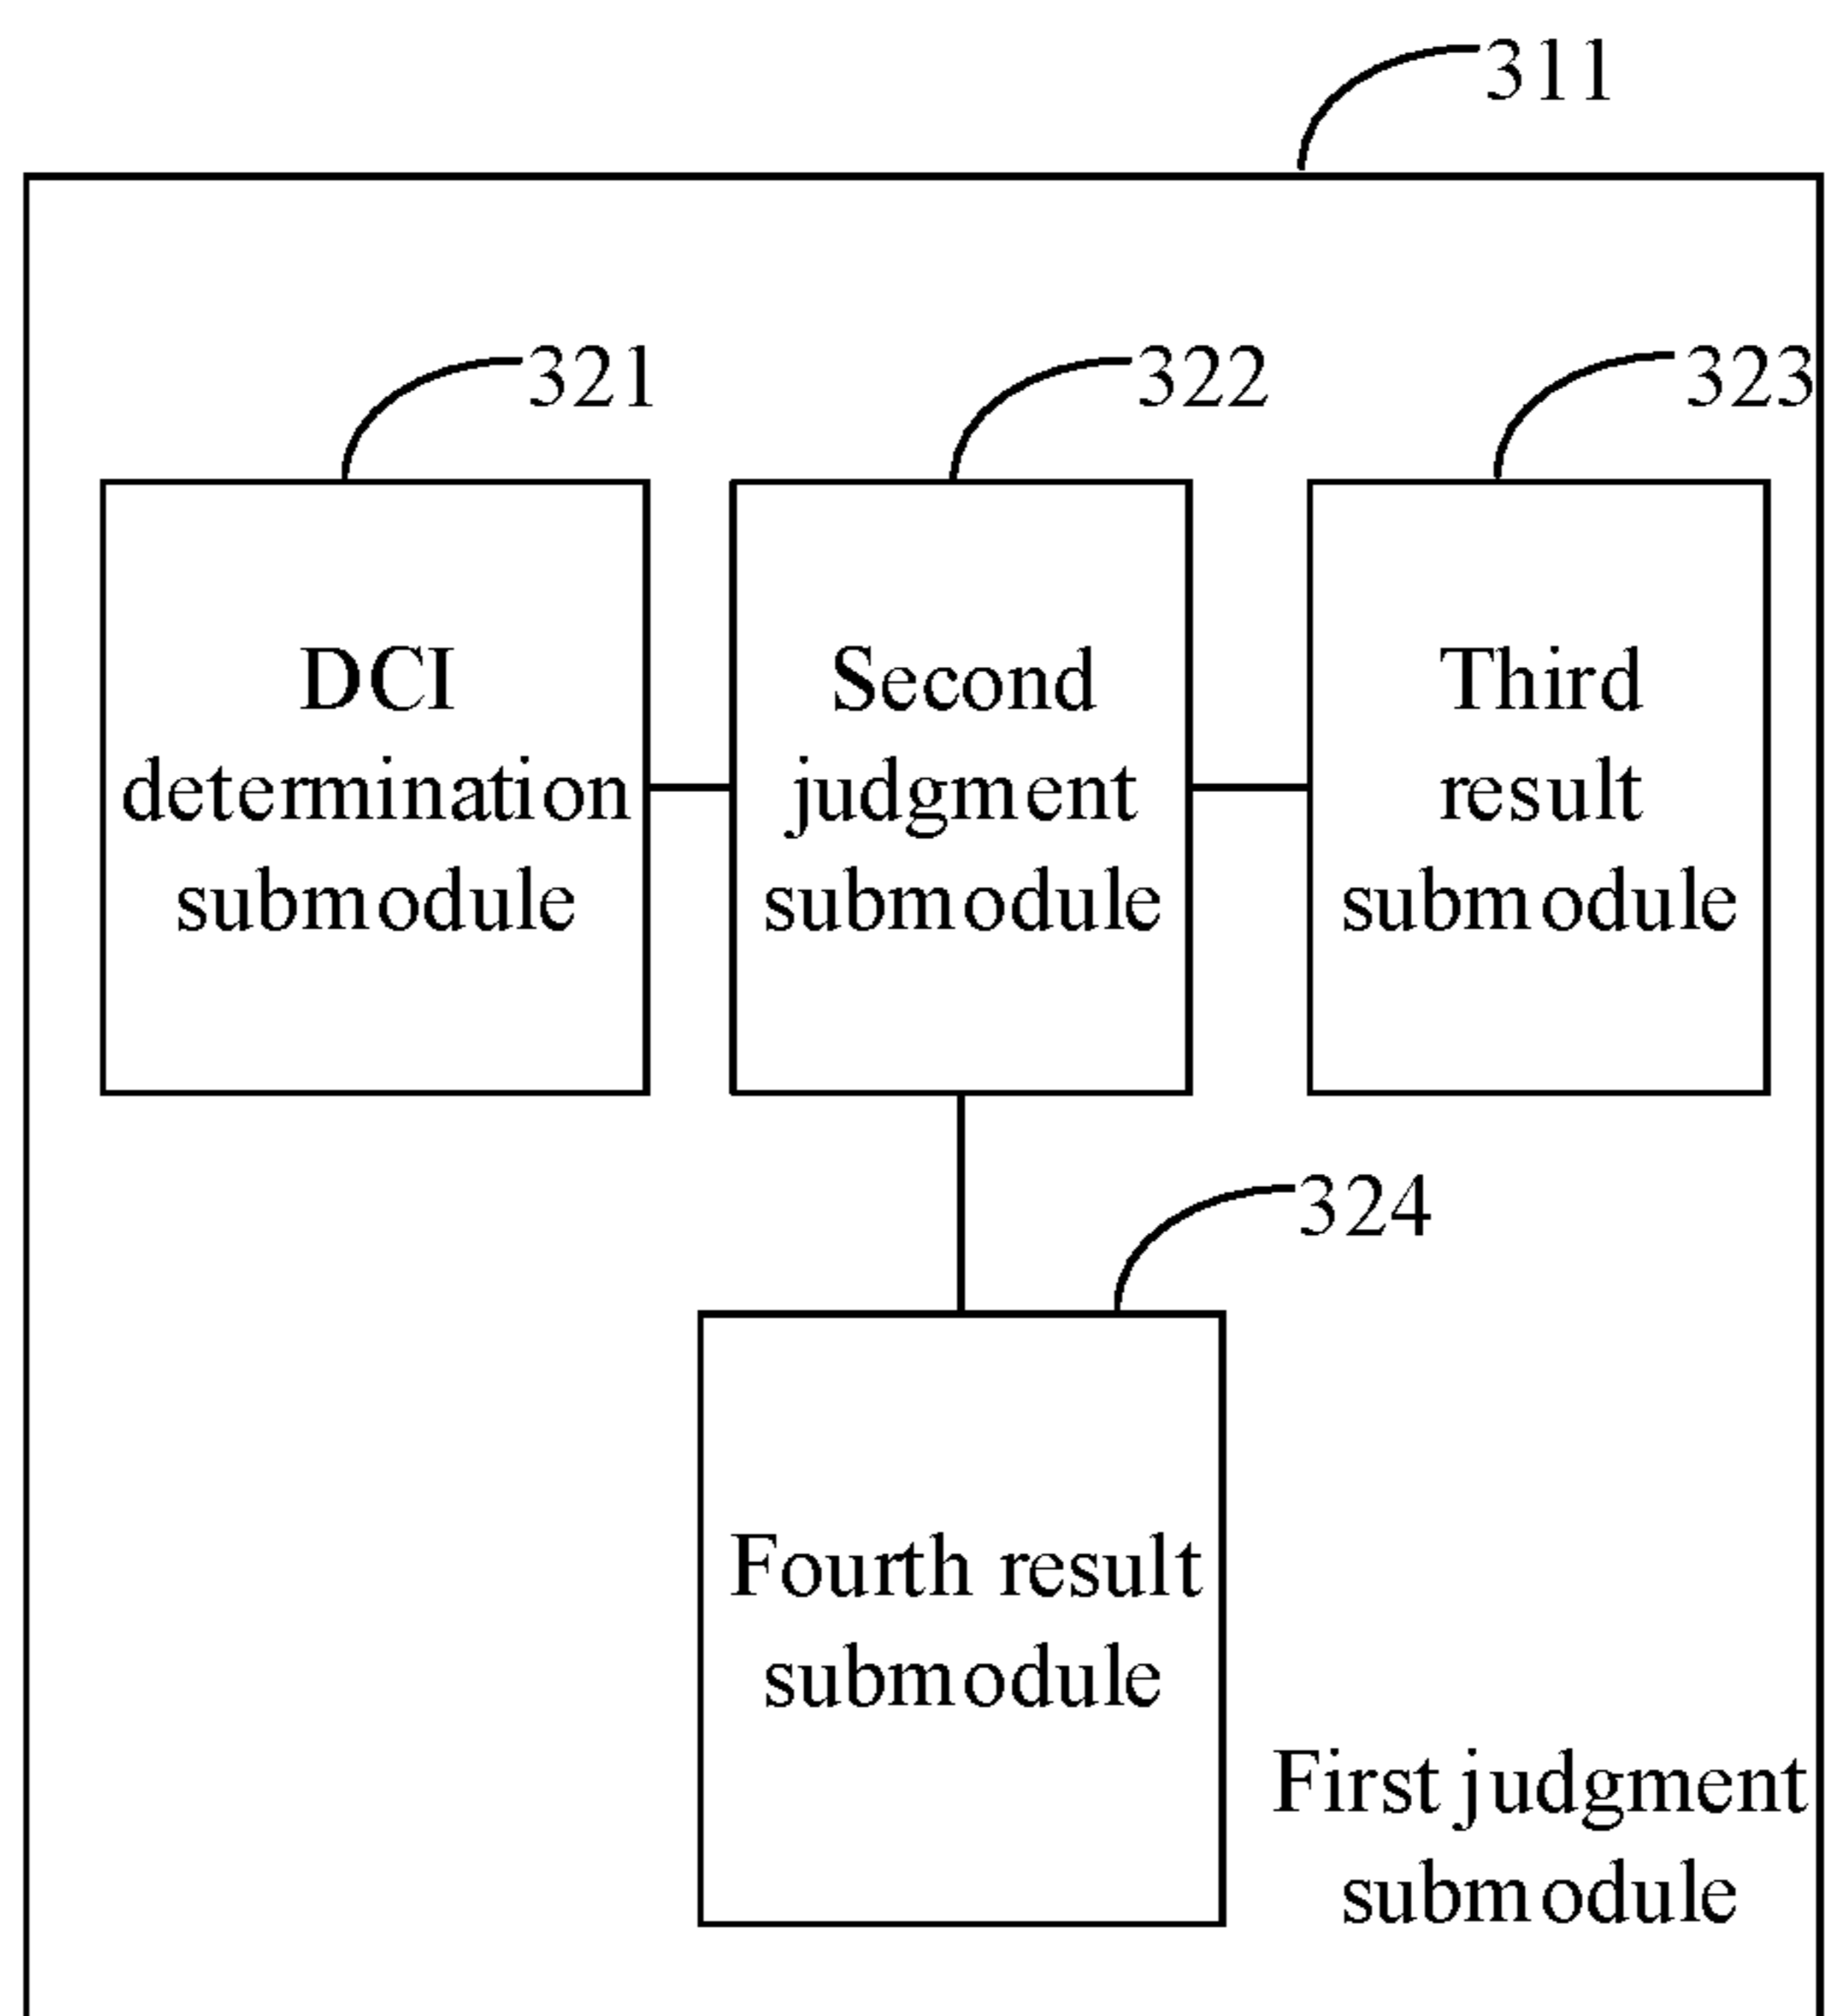 311
321
322
323
DCI
determination
submodule
Second
judgment
submodule
Third
result
submodule
324
Fourth result
submodule
First judgment
submodule